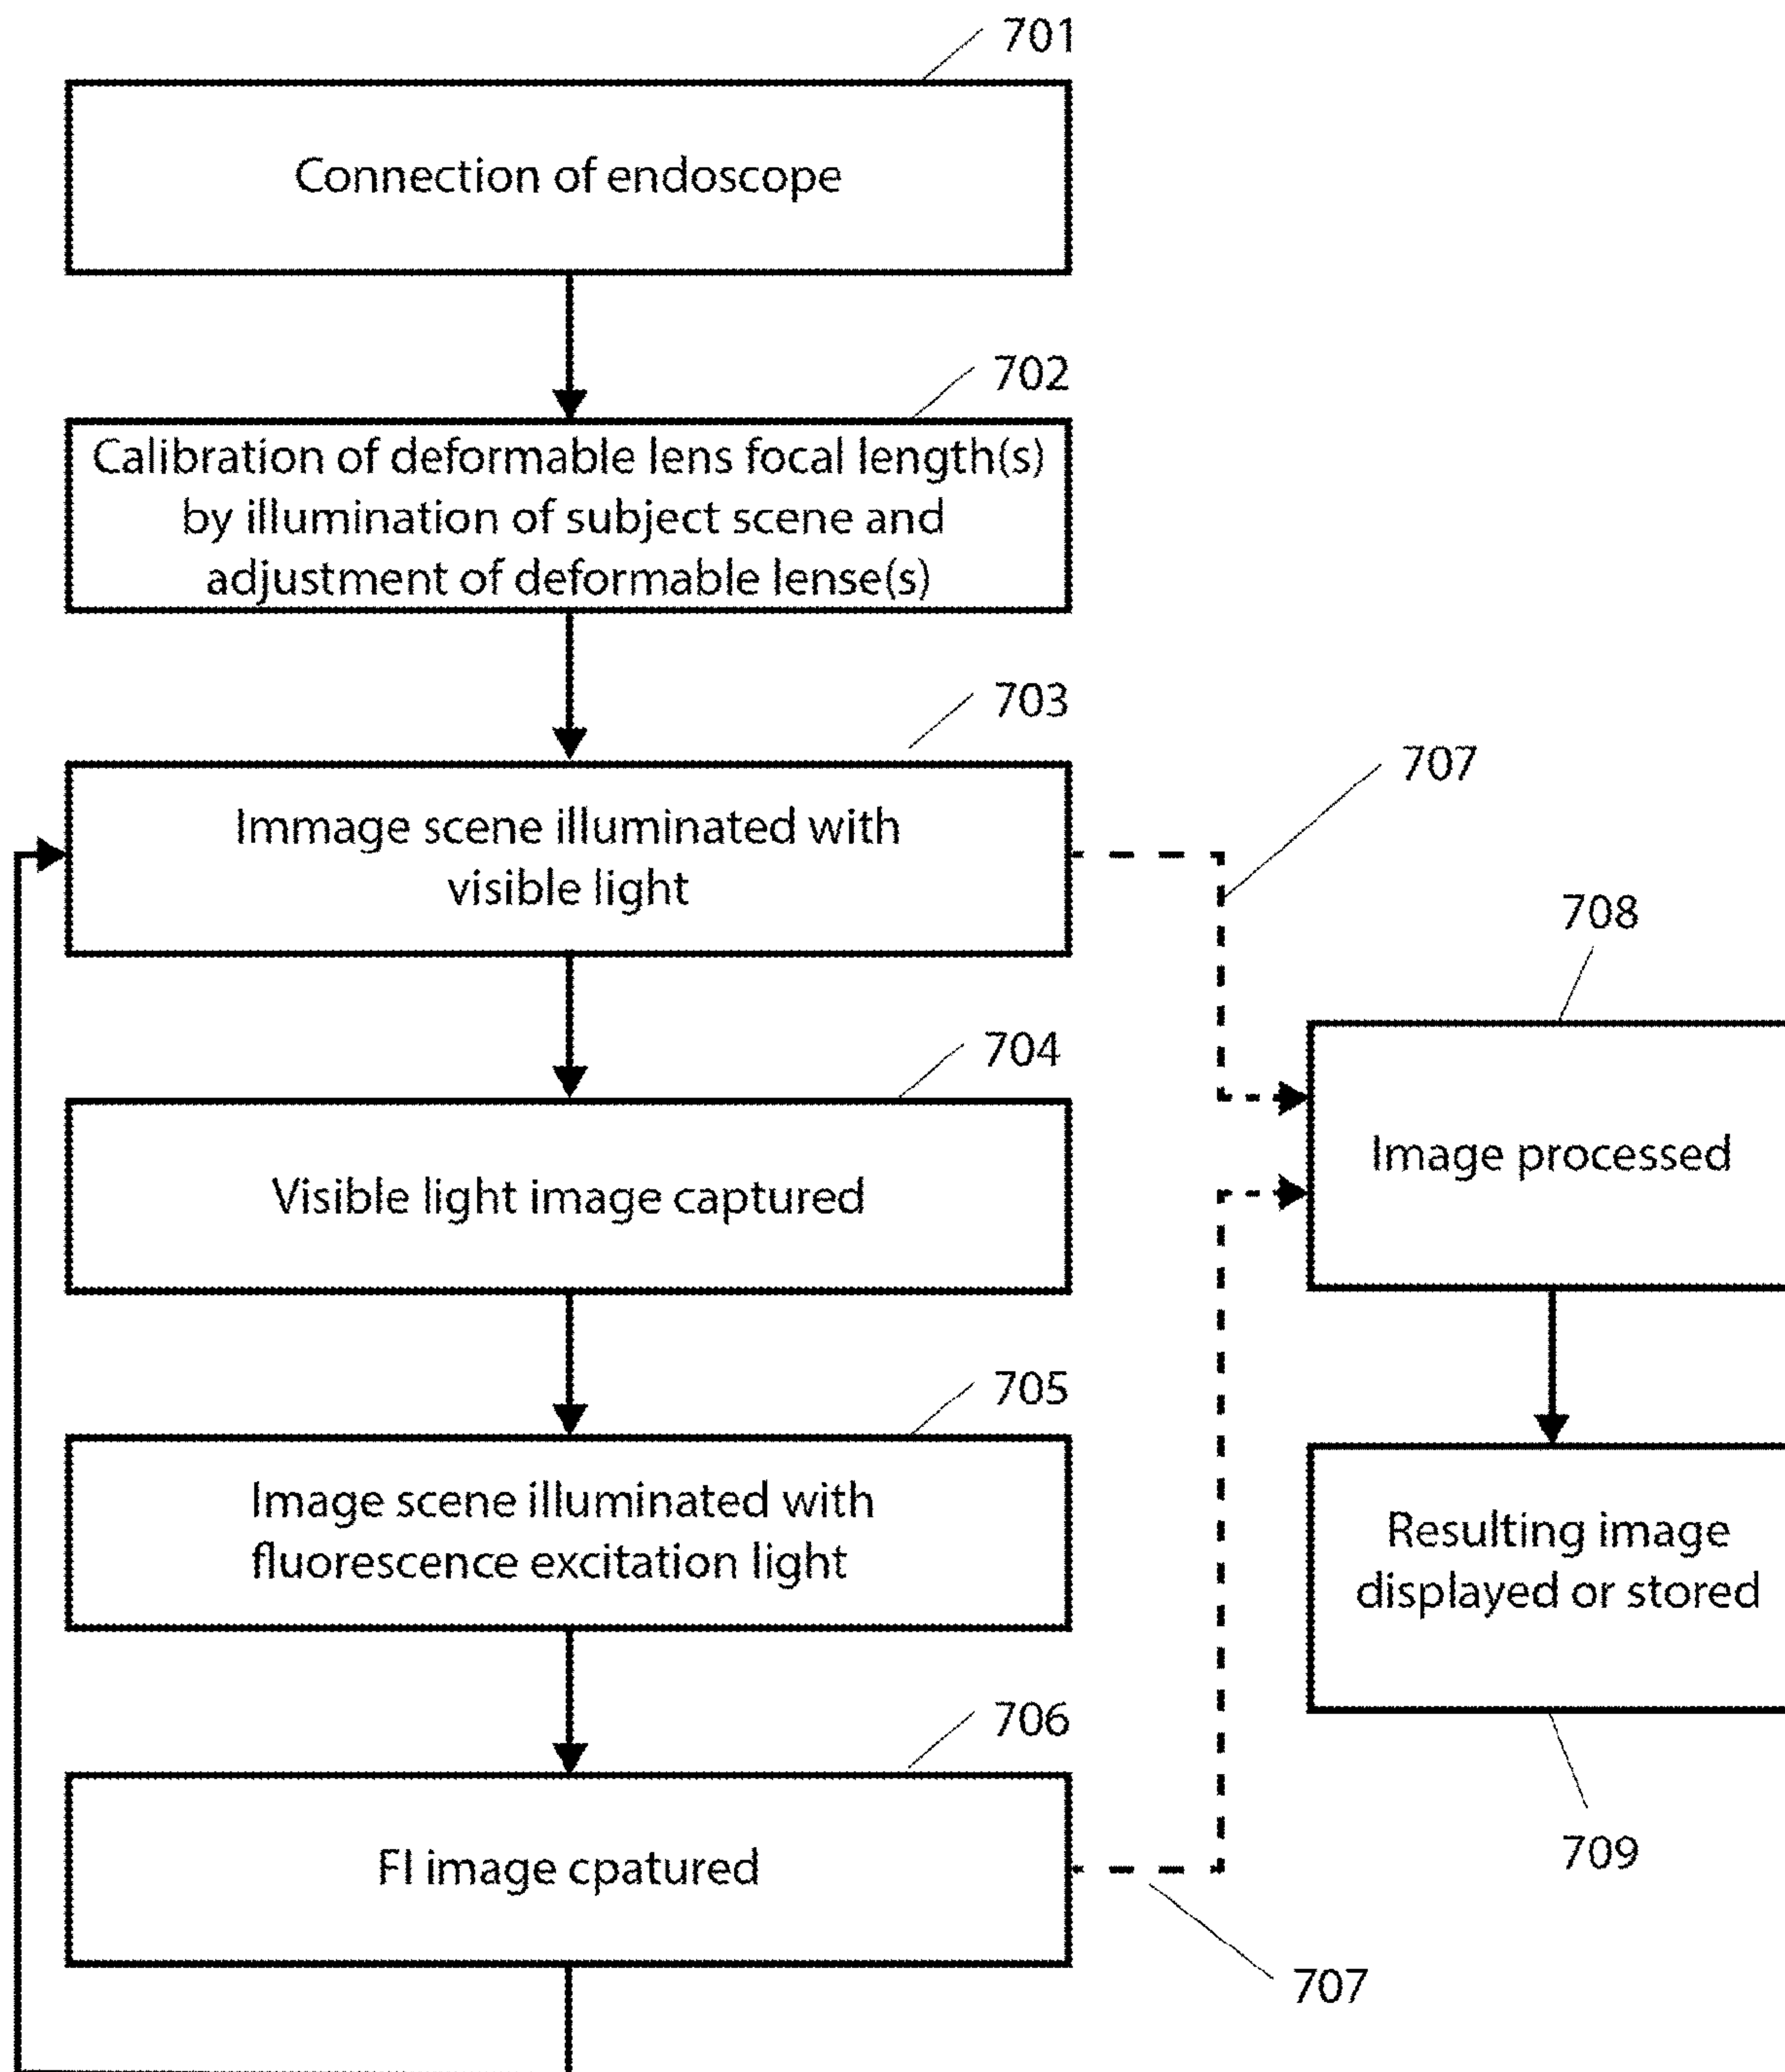 701
Connection of endoscope
702
Calibration of deformable lens focal length(s)
by illumination of subject scene and
adjustment of deformable lense(s)
703
Immage scene illuminated with
visible light
707
708
704
Visible light image captured
Image processed
705
Image scene illuminated with
fluorescence excitation light
Resulting image
displayed or stored
706
FI image cpatured
709
707